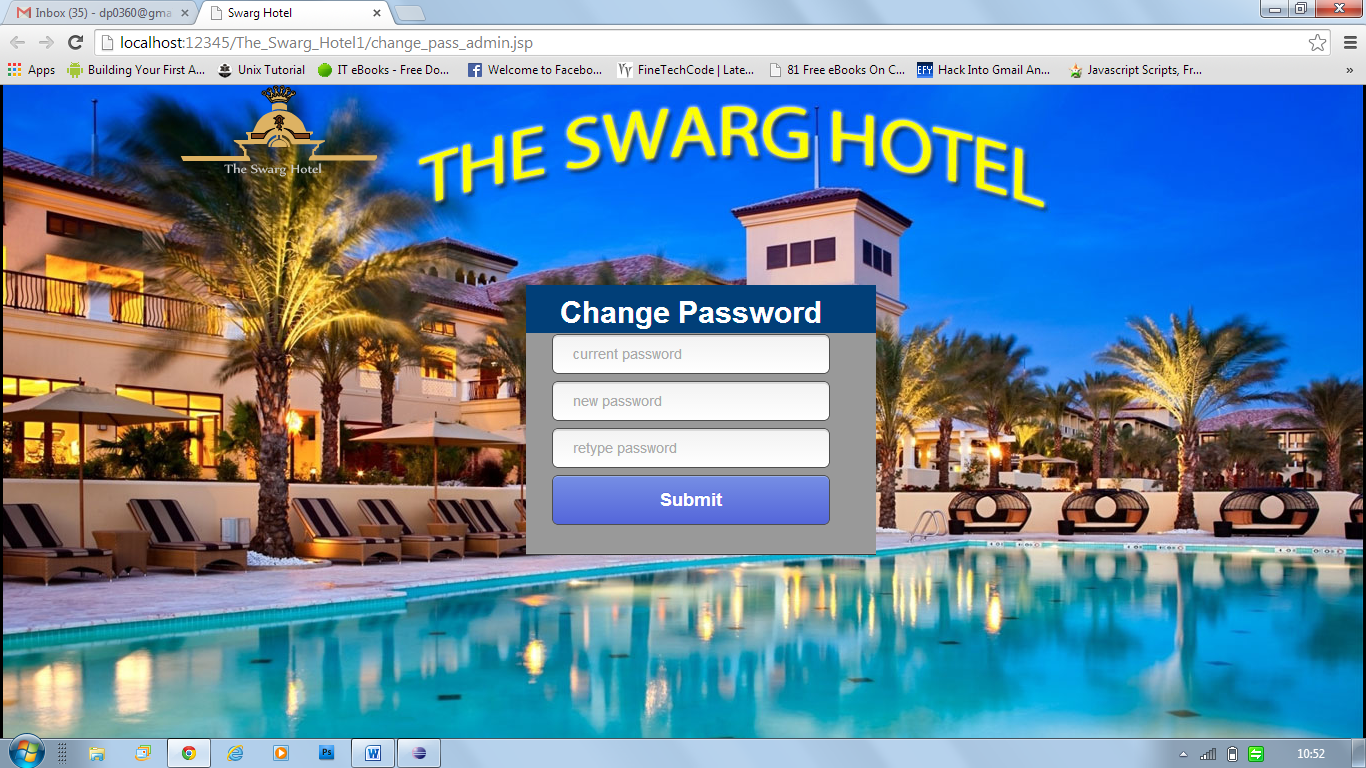 Inbox (35) - dp0360@gma
Swarg Hotel
localhost:12345/The_Swarg_Hotel1/change_pass_admin.jsp
Apps
Building Your First A...
Unix Tutorial
IT eBooks - Free Do...
Welcome to Facebo...
FineTechCode | Late...
81 Free eBooks On C...
EFY
Hack Into Gmail An...
Javascript Scripts, Fr...
»
The Swarg Hotel
THE SWARG HOTEL
Change Password
current password
new password
retype password
Submit
Ps
W
10:52